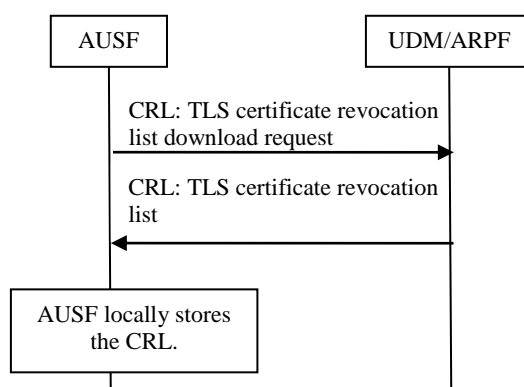 AUSF
UDM/ARPF
CRL: TLS certificate revocation
list download request
CRL: TLS certificate revocation
list
AUSF locally stores
the CRL.